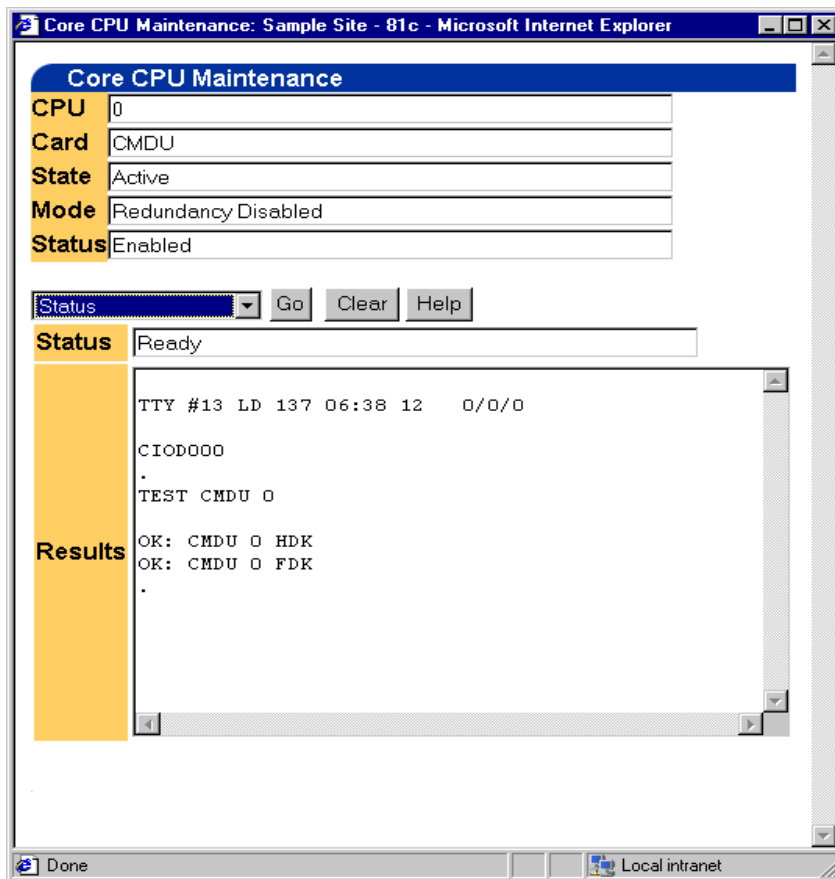 Core CPU Maintenance: Sample Site - 81c - Microsoft Internet Explorer
Core CPU Maintenance
CPU 0
Card CMDU
State Active
Mode Redundancy Disabled
Status Enabled
Status Go Clear Help
Status Ready
TTY #13 LD 137 06:38 12 0/0/0
CIOD000
.
TEST CMDU 0
Results
OK: CMDU 0 HDK
OK: CMDU 0 FDK
.
Done Local intranet